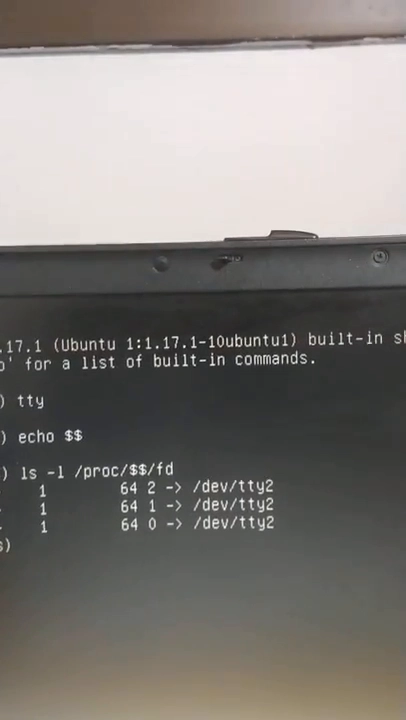 .17.1 (Ubuntu 1:1.17.1-10ubuntu1) built-in
' for a list of built-in commands.
) tty
) echo $$
) ls -l /proc/$$/fd
1 64 2 -> /dev/tty2
1 64 1 -> /dev/tty2
1 64 0 -> /dev/tty2
s)